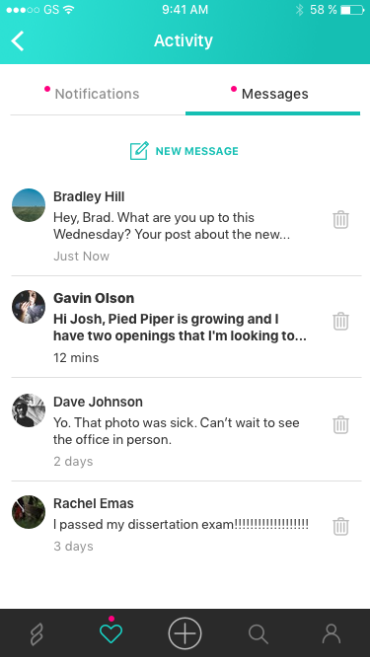 GS 9:41 AM 58 %
Activity
Notifications Messages
NEW MESSAGE
Bradley Hill
Hey, Brad. What are you up to this
Wednesday? Your post about the new...
Just Now
Gavin Olson
Hi Josh, Pied Piper is growing and I
have two openings that I'm looking to...
12 mins
Dave Johnson
Yo. That photo was sick. Can't wait to see
the office in person.
2 days
Rachel Emas
I passed my dissertation exam!!!!!!!!!!!!!!!!!!!
3 days